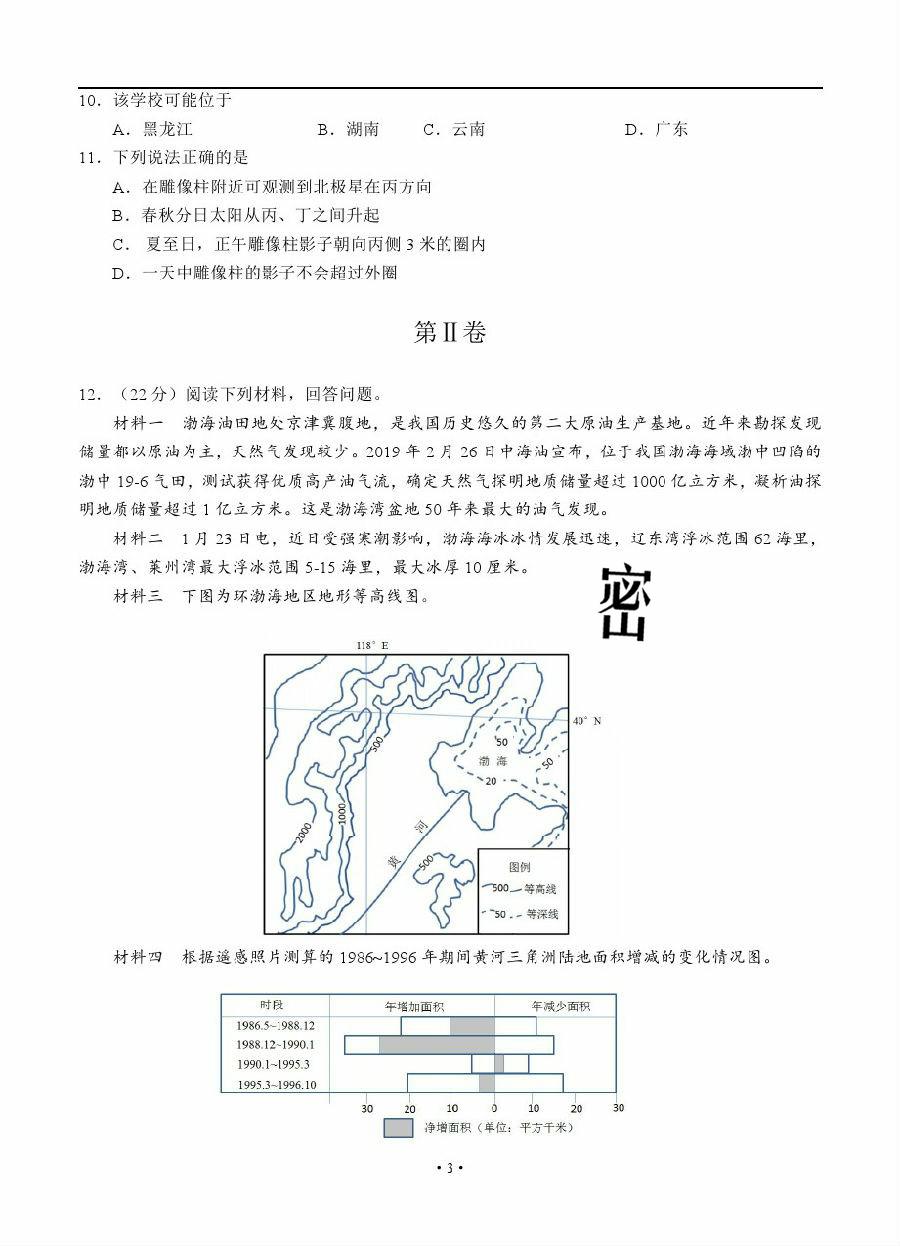 10．该学校可能位于
A．黑龙江 B．湖南 C．云南 D．广东
11．下列说法正确的是
A．在雕像柱附近可观测到北极星在丙方向
B．春秋分日太阳从丙、丁之间升起
C． 夏至日，正午雕像柱影子朝向丙侧 3 米的圈内
D．一天中雕像柱的影子不会超过外圈
第Ⅱ卷
12．（22 分）阅读下列材料，回答问题。
材料一 渤海油田地处京津冀腹地，是我国历史悠久的第二大原油生产基地。近年来勘探发现
储量都以原油为主，天然气发现较少。2019 年 2 月 26 日中海油宣布，位于我国渤海海域渤中凹陷的
渤中 19-6 气田，测试获得优质高产油气流，确定天然气探明地质储量超过 1000 亿立方米，凝析油探
明地质储量超过 1 亿立方米。这是渤海湾盆地 50 年来最大的油气发现。
材料二 1 月 23 日电，近日受强寒潮影响，渤海海冰冰情发展迅速，辽东湾浮冰范围 62 海里，
渤海湾、莱州湾最大浮冰范围 5-15 海里，最大冰厚 10 厘米。
密
材料三 下图为环渤海地区地形等高线图。
118° E
40° N
500
50
渤 海
50
20
1000
2000
黄 河
500
图例
500 等高线
50 等深线
材料四 根据遥感照片测算的 1986~1996 年期间黄河三角洲陆地面积增减的变化情况图。
时段 年增加面积 年减少面积
1986.5~1988.12
1988.12~1990.1
1990.1~1995.3
1995.3~1996.10
30 20 10 0 10 20 30
净增面积（单位：平方千米）
• 3 •